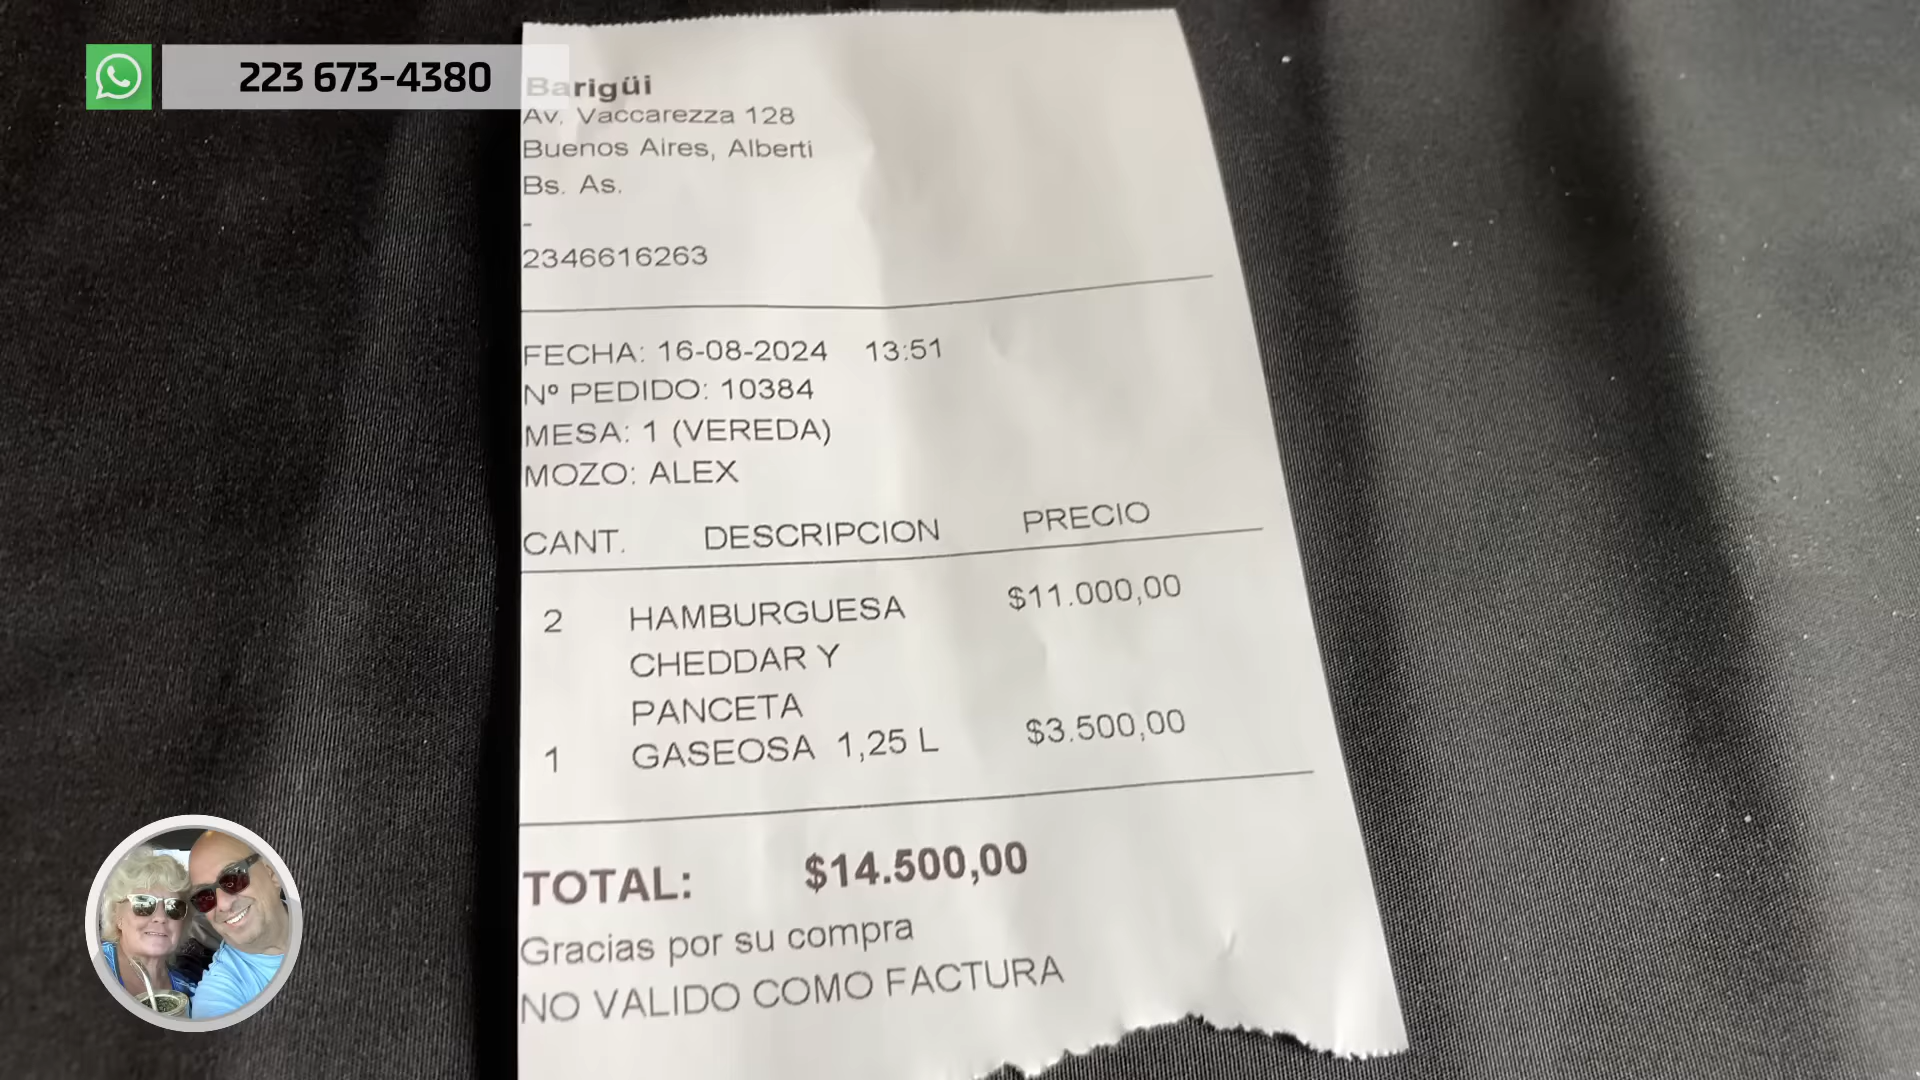 223 673-4380
Barigüi
Av. Vaccarezza 128
Buenos Aires, Alberti
Bs. As.
-
2346616263
FECHA: 16-08-2024 13:51
Nº PEDIDO: 10384
MESA: 1 (VEREDA)
MOZO: ALEX
CANT. DESCRIPCION PRECIO
2 HAMBURGUESA $11.000,00
CHEDDAR Y
PANCETA
1 GASEOSA 1,25 L $3.500,00
TOTAL: $14.500,00
Gracias por su compra
NO VALIDO COMO FACTURA